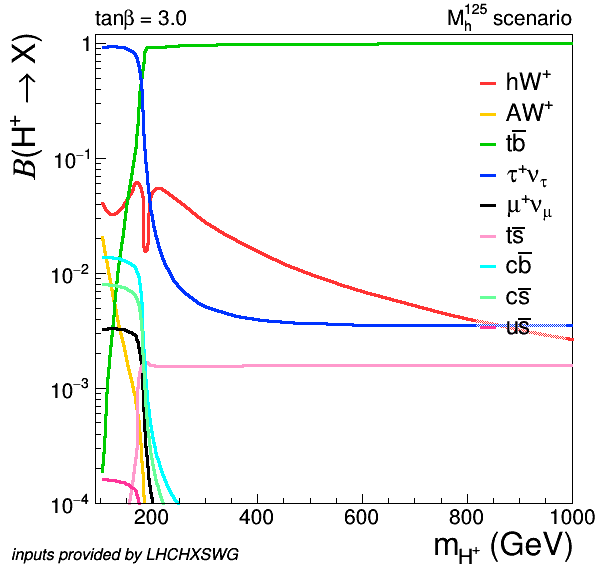 tanβ = 3.0
M_h^125 scenario
B(H⁺ → X)
1
10⁻¹
10⁻²
10⁻³
10⁻⁴
hW⁺
AW⁺
tb̅
τ⁺ν_τ
μ⁺ν_μ
ts̅
cb̅
cs̅
us̅
200 400 600 800 1000
m_H⁺ (GeV)
inputs provided by LHCHXSWG